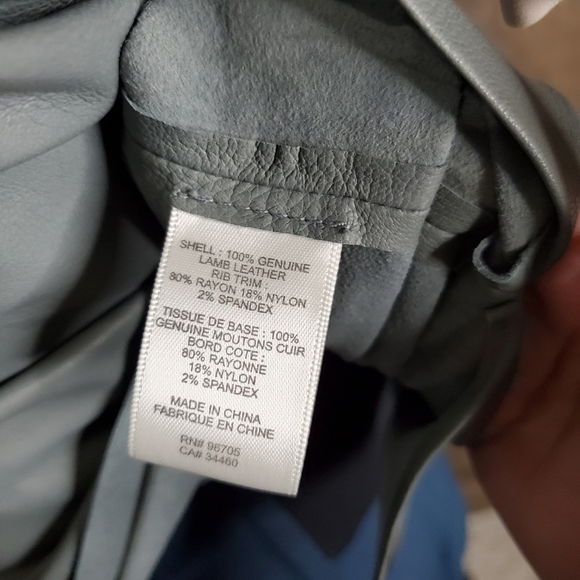 SHELL : 100% GENUINE
LAMB LEATHER
RIB TRIM :
80% RAYON 18% NYLON
2% SPANDEX
TISSUE DE BASE : 100%
GENUINE MOUTONS CUIR
BORD COTE :
80% RAYONNE
18% NYLON
2% SPANDEX
MADE IN CHINA
FABRIQUE EN CHINE
RN# 96705
CA# 34460